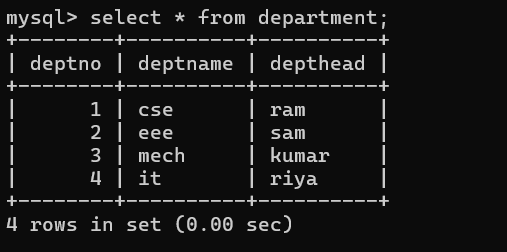 mysql> select * from department;
+--------+----------+----------+
| deptno | deptname | depthead |
+--------+----------+----------+
|      1 | cse      | ram      |
|      2 | eee      | sam      |
|      3 | mech     | kumar    |
|      4 | it       | riya     |
+--------+----------+----------+
4 rows in set (0.00 sec)